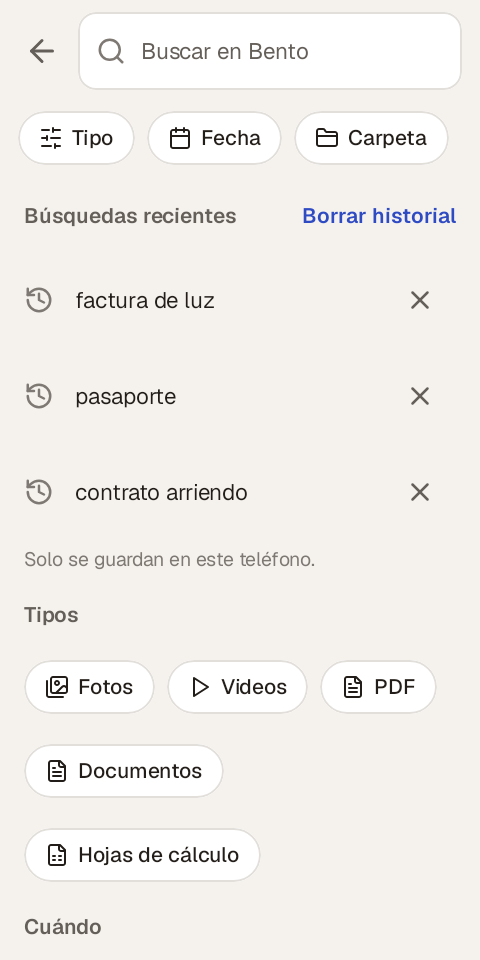 Buscar en Bento
Tipo
Fecha
Carpeta
Búsquedas recientes
Borrar historial
factura de luz
pasaporte
contrato arriendo
Solo se guardan en este teléfono.
Tipos
Fotos
Videos
PDF
Documentos
Hojas de cálculo
Cuándo